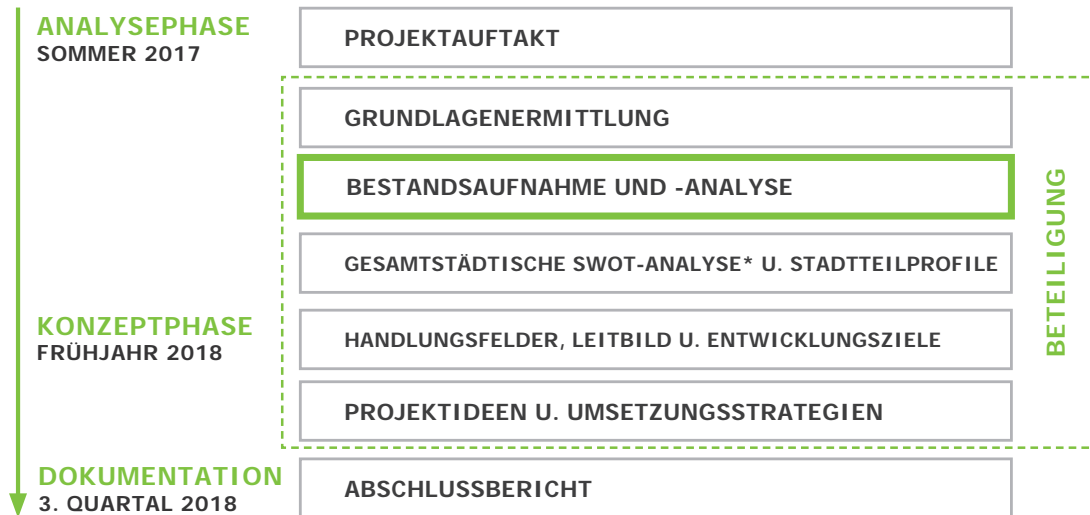 ANALYSEPHASE
SOMMER 2017
PROJEKTAUFTAKT
GRUNDLAGENERMITTLUNG
BESTANDSAUFNAHME UND -ANALYSE
GESAMTSTÄDTISCHE SWOT-ANALYSE* U. STADTTEILPROFILE
KONZEPTPHASE
FRÜHJAHR 2018
HANDLUNGSFELDER, LEITBILD U. ENTWICKLUNGSZIELE
PROJEKTIDEEN U. UMSETZUNGSSTRATEGIEN
BETEILIGUNG
DOKUMENTATION
3. QUARTAL 2018
ABSCHLUSSBERICHT